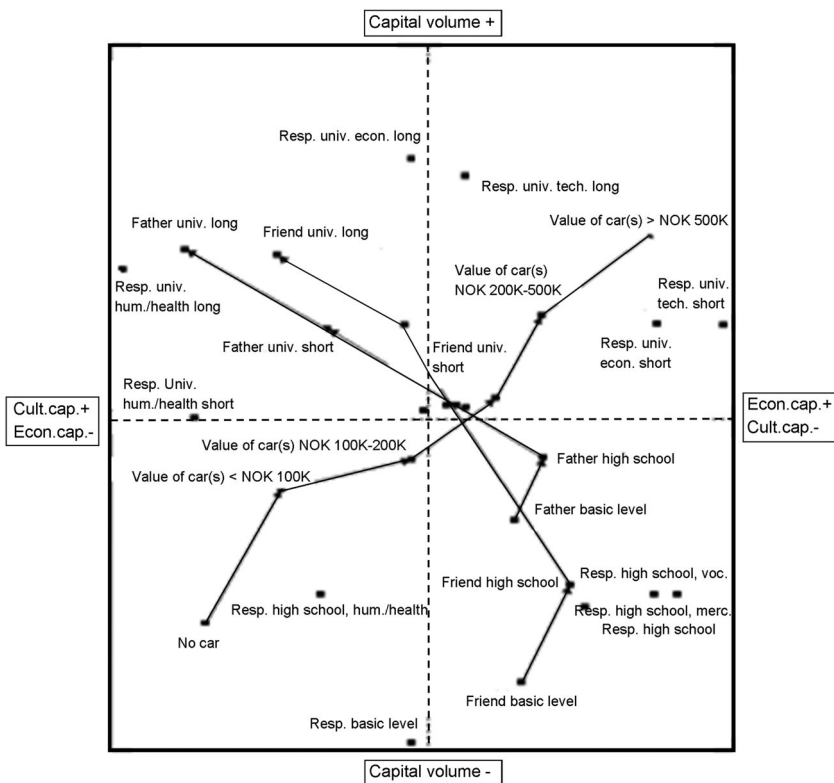 Capital volume +
Resp. univ. econ. long
Resp. univ. tech. long
Father univ. long
Friend univ. long
Value of car(s) > NOK 500K
Resp. univ.
hum./health long
Value of car(s)
NOK 200K-500K
Resp. univ.
tech. short
Father univ. short
Friend univ.
short
Resp. univ.
econ. short
Resp. Univ.
hum./health short
Cult.cap.+
Econ.cap.-
Econ.cap.+
Cult.cap.-
Value of car(s) NOK 100K-200K
Value of car(s) < NOK 100K
Father high school
Father basic level
Friend high school
Resp. high school, voc.
Resp. high school, hum./health
Resp. high school, merc.
Resp. high school
No car
Friend basic level
Resp. basic level
Capital volume -